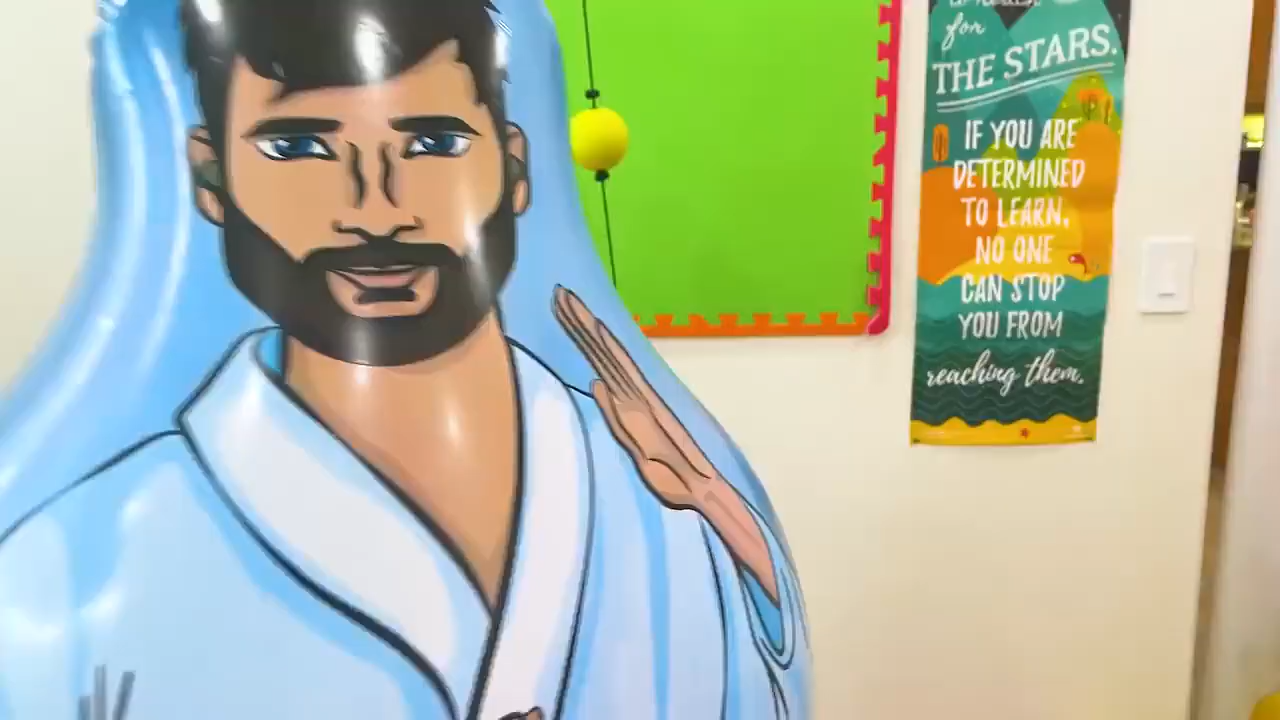 for
THE STARS.
IF YOU ARE
DETERMINED
TO LEARN,
NO ONE
CAN STOP
YOU FROM
reaching them.